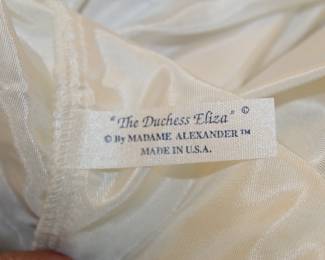 "The Duchess Eliza" ©
© By MADAME ALEXANDER™
MADE IN U.S.A.